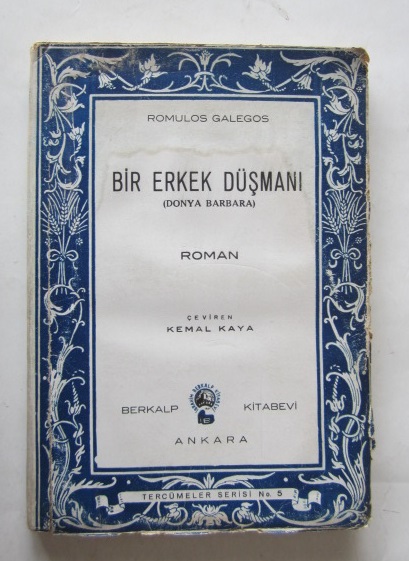 ROMULOS GALEGOS
BİR ERKEK DÜŞMANI
(DONYA BARBARA)
ROMAN
ÇEVİREN
KEMAL KAYA
BERKALP KİTABEVİ
ANKARA
TERCÜMELER SERİSİ No. 5